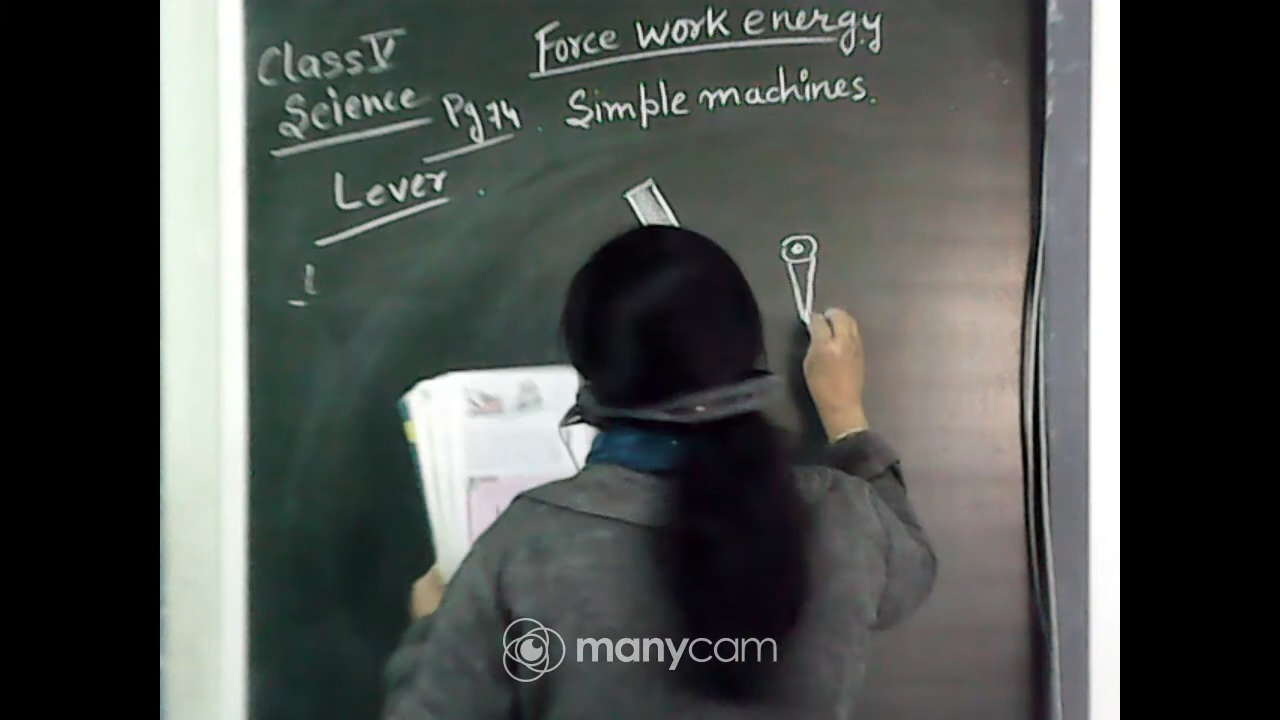 Class V
Force work energy
Science Pg 74. Simple machines.
Lever.
manycam